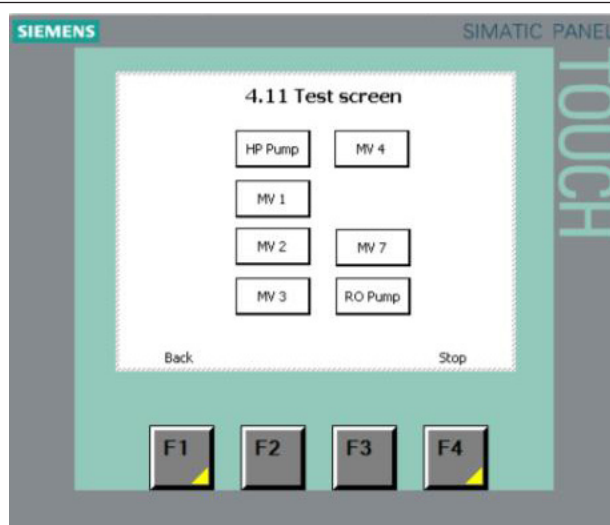 SIEMENS
SIMATIC PANEL
TOUCH
4.11 Test screen
HP Pump MV 4
MV 1
MV 2 MV 7
MV 3 RO Pump
Back Stop
F1 F2 F3 F4